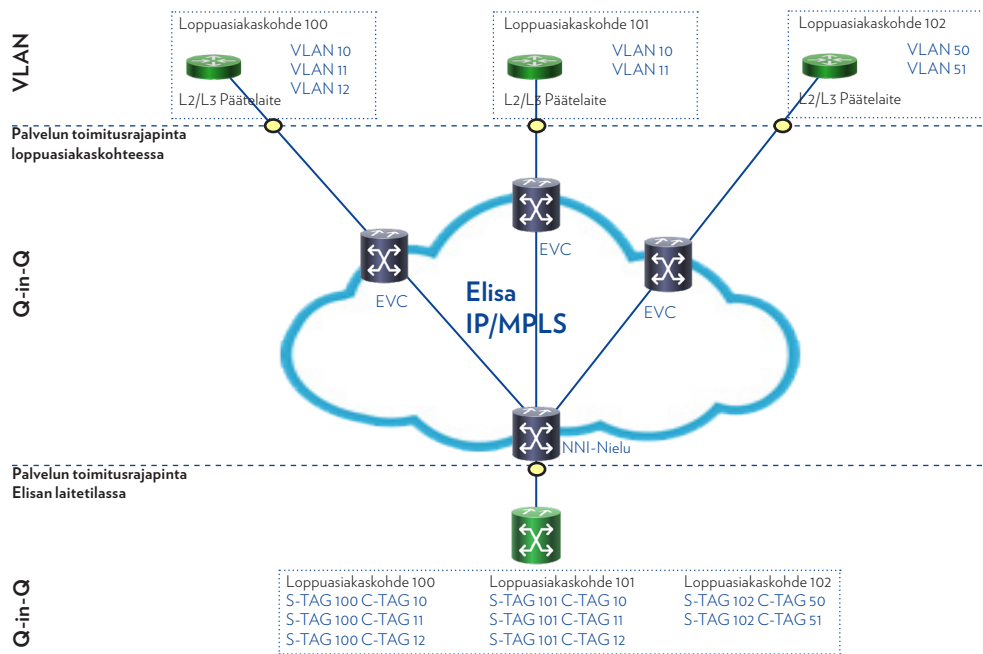 VLAN
Loppuasiakaskohde 100
VLAN 10
VLAN 11
VLAN 12
L2/L3 Päätelaite
Loppuasiakaskohde 101
VLAN 10
VLAN 11
L2/L3 Päätelaite
Loppuasiakaskohde 102
VLAN 50
VLAN 51
L2/L3 Päätelaite
Palvelun toimitusrajapinta
loppuasiakaskohteessa
Q-in-Q
EVC
EVC
EVC
Elisa
IP/MPLS
NNI-Nielu
Palvelun toimitusrajapinta
Elisan laitetilassa
Q-in-Q
Loppuasiakaskohde 100
S-TAG 100 C-TAG 10
S-TAG 100 C-TAG 11
S-TAG 100 C-TAG 12
Loppuasiakaskohde 101
S-TAG 101 C-TAG 10
S-TAG 101 C-TAG 11
S-TAG 101 C-TAG 12
Loppuasiakaskohde 102
S-TAG 102 C-TAG 50
S-TAG 102 C-TAG 51